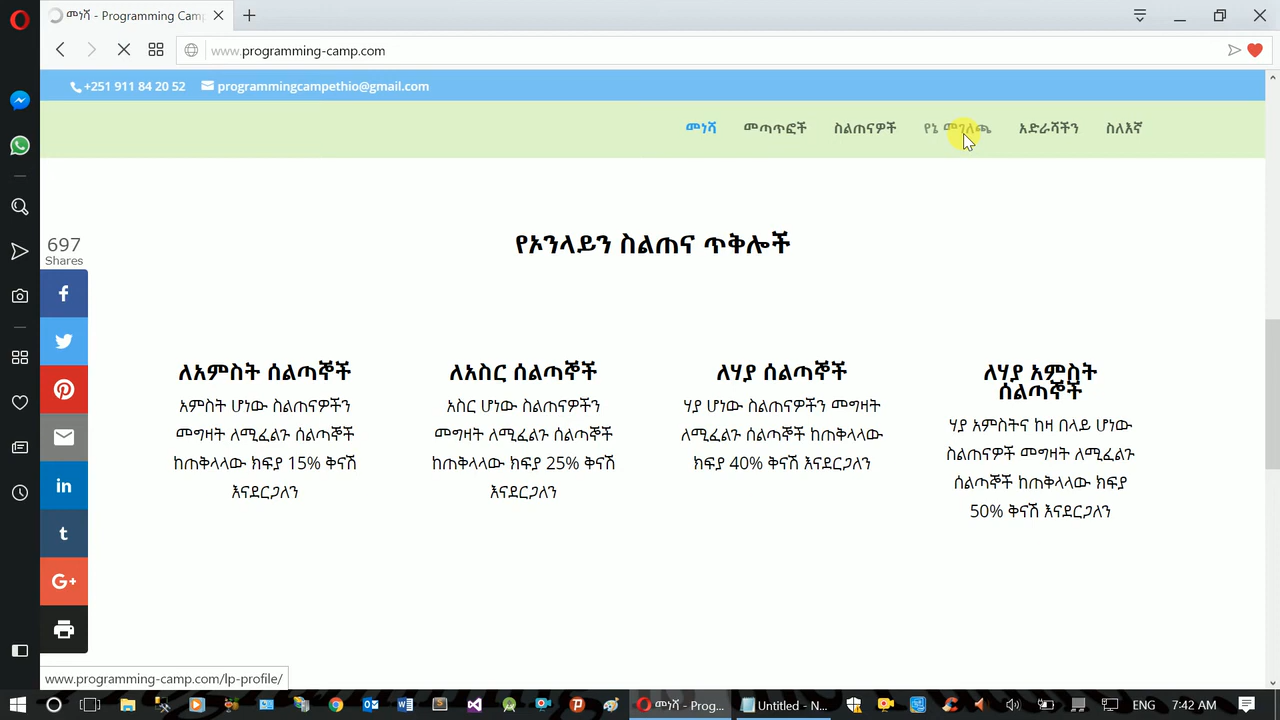 መነሻ - Programming Camp
www.programming-camp.com
+251 911 84 20 52 programmingcampethio@gmail.com
መነሻ መጣጥፎች ስልጠናዎች የኔ መገለጫ አድራሻችን ስለእኛ
የኦንላይን ስልጠና ጥቅሎች
697
Shares
ለአምስት ሰልጣኞች
አምስት ሆነው ስልጠናዎችን
መግዛት ለሚፈልጉ ሰልጣኞች
ከጠቅላላው ክፍያ 15% ቅናሽ
እናደርጋለን
ለአስር ሰልጣኞች
አስር ሆነው ስልጠናዎችን
መግዛት ለሚፈልጉ ሰልጣኞች
ከጠቅላላው ክፍያ 25% ቅናሽ
እናደርጋለን
ለሃያ ሰልጣኞች
ሃያ ሆነው ስልጠናዎችን መግዛት
ለሚፈልጉ ሰልጣኞች ከጠቅላላው
ክፍያ 40% ቅናሽ እናደርጋለን
ለሃያ አምስት
ሰልጣኞች
ሃያ አምስትና ከዛ በላይ ሆነው
ስልጠናዎች መግዛት ለሚፈልጉ
ሰልጣኞች ከጠቅላላው ክፍያ
50% ቅናሽ እናደርጋለን
www.programming-camp.com/lp-profile/
መነሻ - Prog... Untitled - N... ENG 7:42 AM